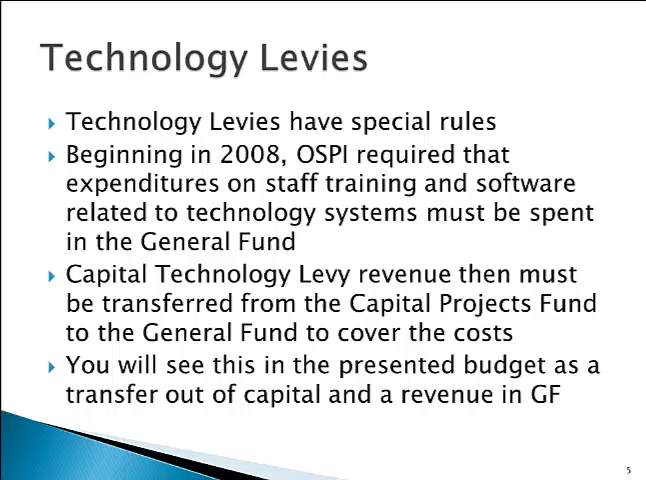 Technology Levies
Technology Levies have special rules
Beginning in 2008, OSPI required that
expenditures on staff training and software
related to technology systems must be spent
in the General Fund
Capital Technology Levy revenue then must
be transferred from the Capital Projects Fund
to the General Fund to cover the costs
You will see this in the presented budget as a
transfer out of capital and a revenue in GF
5